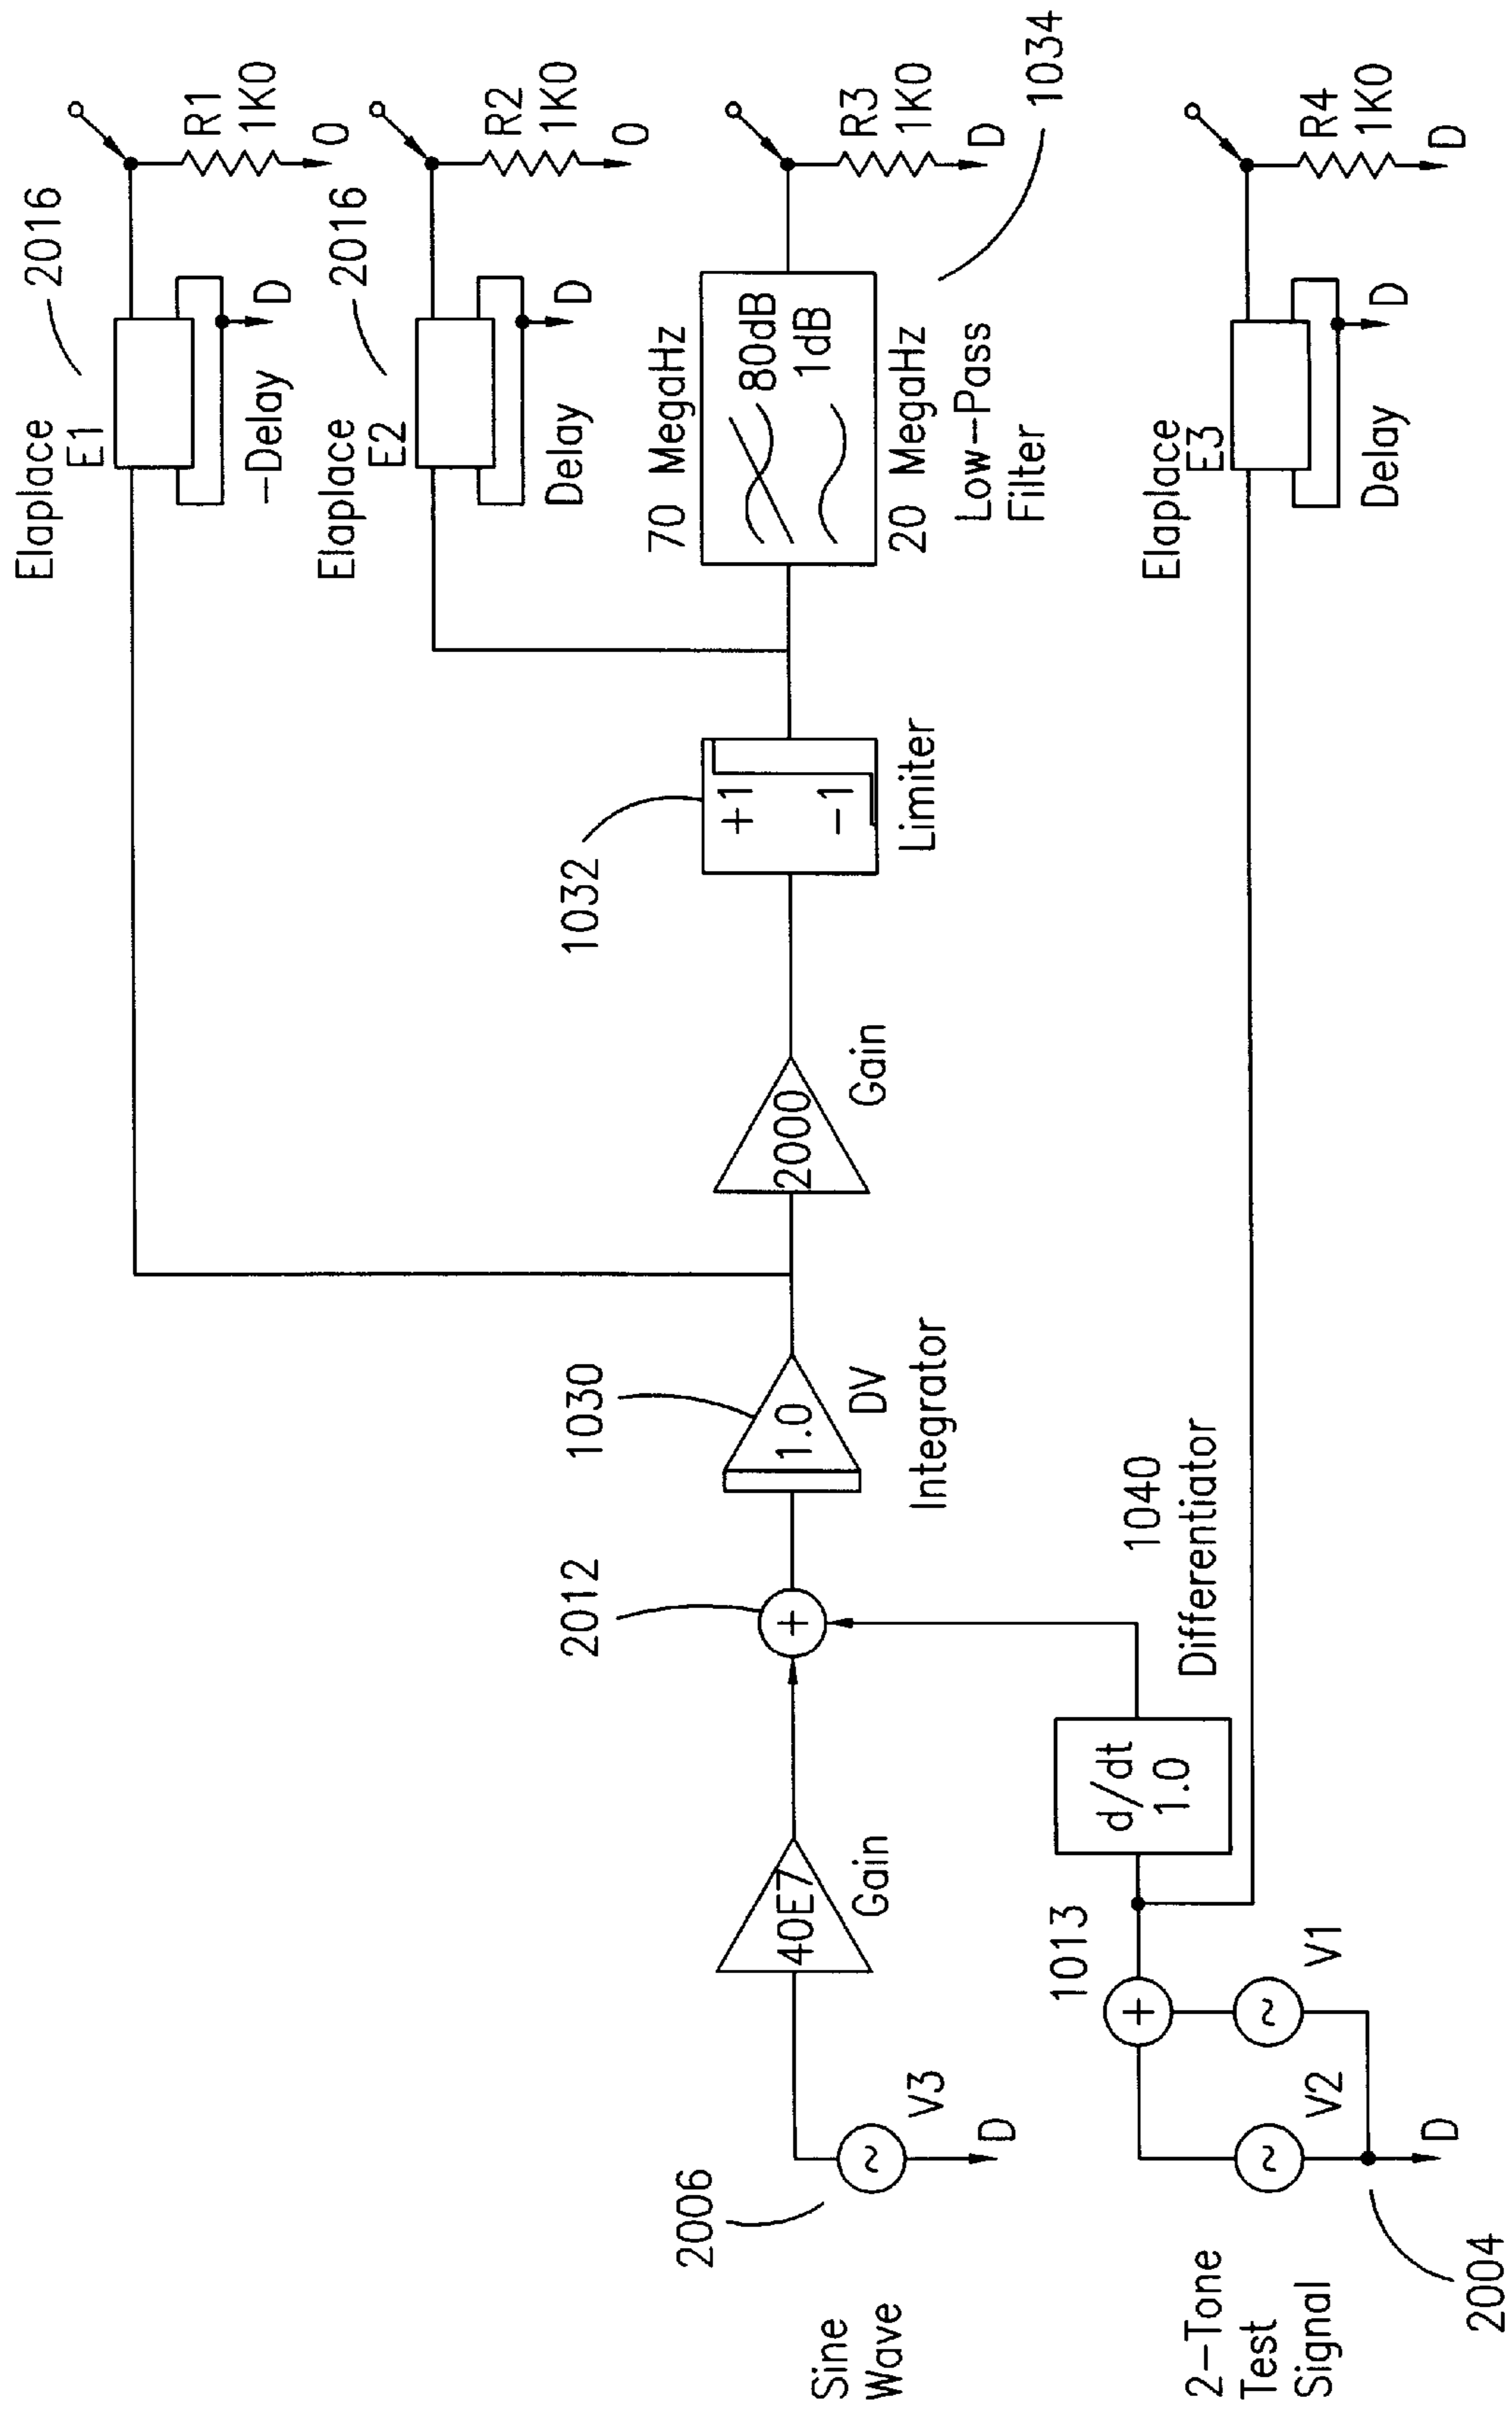 Elaplace
E1
2016
-Delay
D
R1
1K0
O
Elaplace
E2
2016
Delay
D
R2
1K0
O
1032
+1
-1
Limiter
70 MegaHz
80dB
1dB
20 MegaHz
Low-Pass
Filter
1034
R3
1K0
D
2006
Sine
Wave
V3
D
40E7
Gain
2012
+
1030
1.0
DV
Integrator
2000
Gain
2-Tone
Test
Signal
2004
V2
V1
D
1013
+
d/dt
1.0
1040
Differentiator
Elaplace
E3
Delay
D
R4
1K0
D